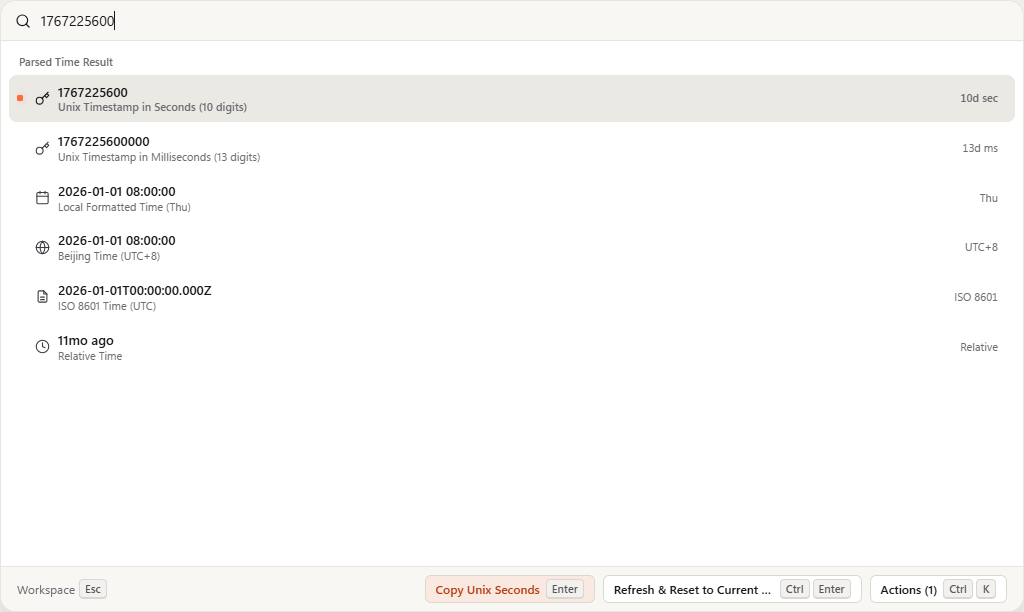 1767225600
Parsed Time Result
1767225600
Unix Timestamp in Seconds (10 digits)
10d sec
1767225600000
Unix Timestamp in Milliseconds (13 digits)
13d ms
2026-01-01 08:00:00
Local Formatted Time (Thu)
Thu
2026-01-01 08:00:00
Beijing Time (UTC+8)
UTC+8
2026-01-01T00:00:00.000Z
ISO 8601 Time (UTC)
ISO 8601
11mo ago
Relative Time
Relative
Workspace Esc Copy Unix Seconds Enter Refresh & Reset to Current ... Ctrl Enter Actions (1) Ctrl K